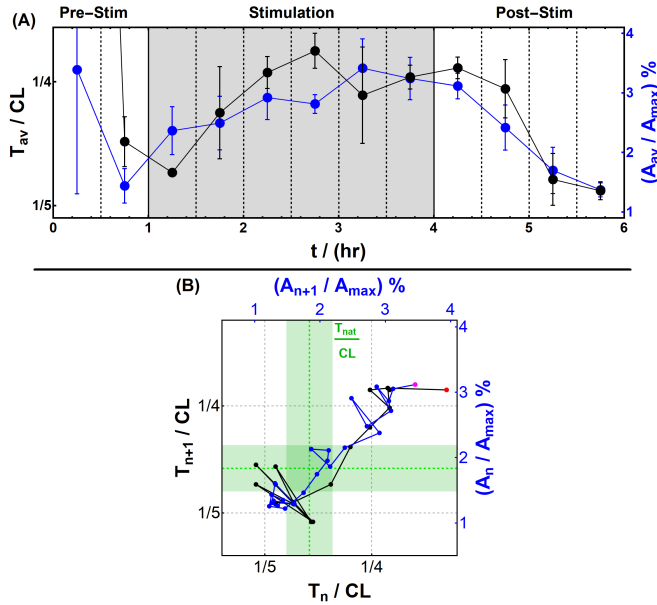 Pre−Stim Stimulation Post−Stim
(A)
T_av / CL
1/4
1/5
4
3
2
1
(A_av / A_max) %
0 1 2 3 4 5 6
t / (hr)
(B)
(A_{n+1} / A_max) %
1 2 3 4
T_nat
CL
T_{n+1} / CL
1/4
1/5
4
3
2
1
(A_n / A_max) %
1/5 1/4
T_n / CL